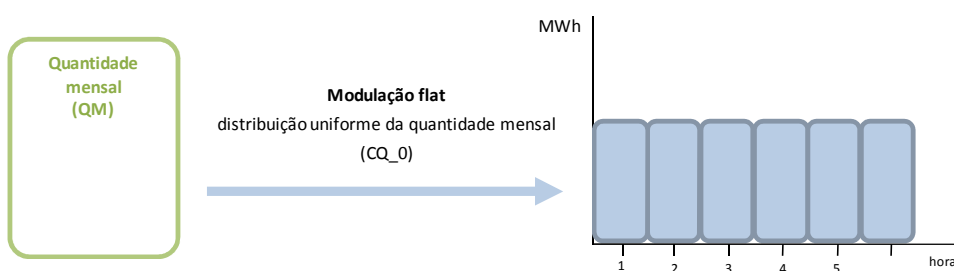 MWh
Quantidade
mensal
(QM)
Modulação flat
distribuição uniforme da quantidade mensal
(CQ_0)
1 2 3 4 5 hora